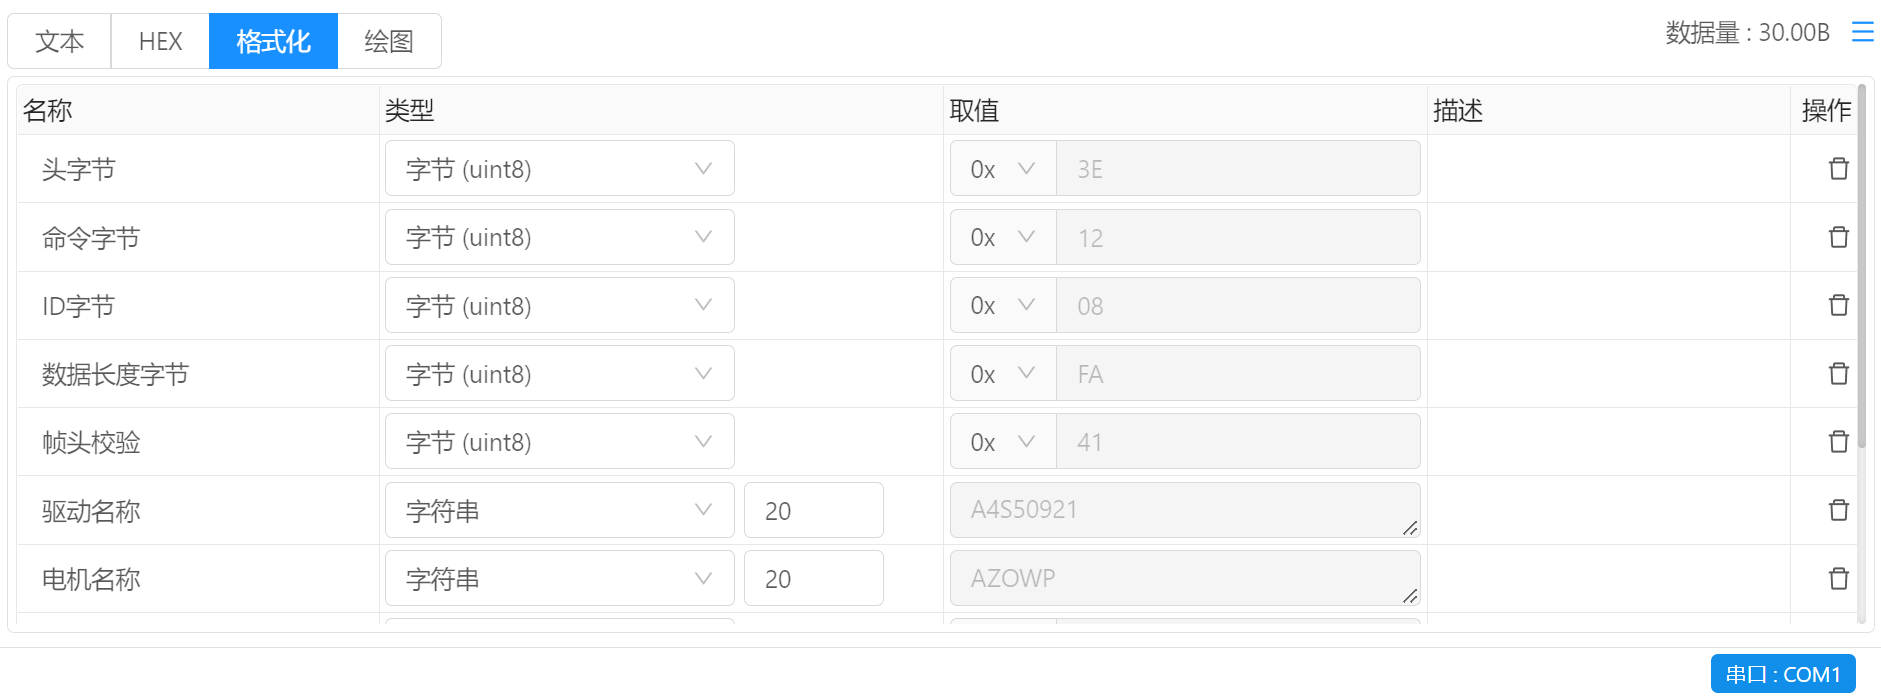 文本 HEX 格式化 绘图 数据量 : 30.00B
名称 类型 取值 描述 操作
头字节 字节 (uint8) 0x 3E
命令字节 字节 (uint8) 0x 12
ID字节 字节 (uint8) 0x 08
数据长度字节 字节 (uint8) 0x FA
帧头校验 字节 (uint8) 0x 41
驱动名称 字符串 20 A4S50921
电机名称 字符串 20 AZOWP
串口 : COM1